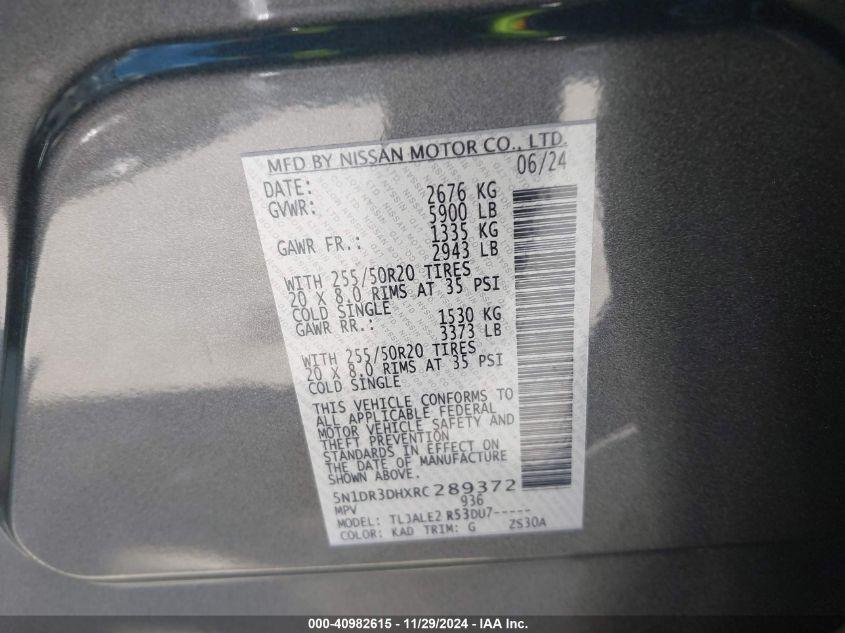 MFD BY NISSAN MOTOR CO., LTD.
DATE: 06/24
GVWR: 2676 KG
5900 LB
GAWR FR.: 1335 KG
2943 LB
WITH 255/50R20 TIRES
20 X 8.0 RIMS AT 35 PSI
COLD SINGLE
GAWR RR.: 1530 KG
3373 LB
WITH 255/50R20 TIRES
20 X 8.0 RIMS AT 35 PSI
COLD SINGLE
THIS VEHICLE CONFORMS TO
ALL APPLICABLE FEDERAL
MOTOR VEHICLE SAFETY AND
THEFT PREVENTION
STANDARDS IN EFFECT ON
THE DATE OF MANUFACTURE
SHOWN ABOVE.
5N1DR3DHXRC289372
MPV 936
MODEL: TLJALE2 R53DU7-----
COLOR: KAD TRIM: G ZS30A
000-40982615 - 11/29/2024 - IAA Inc.